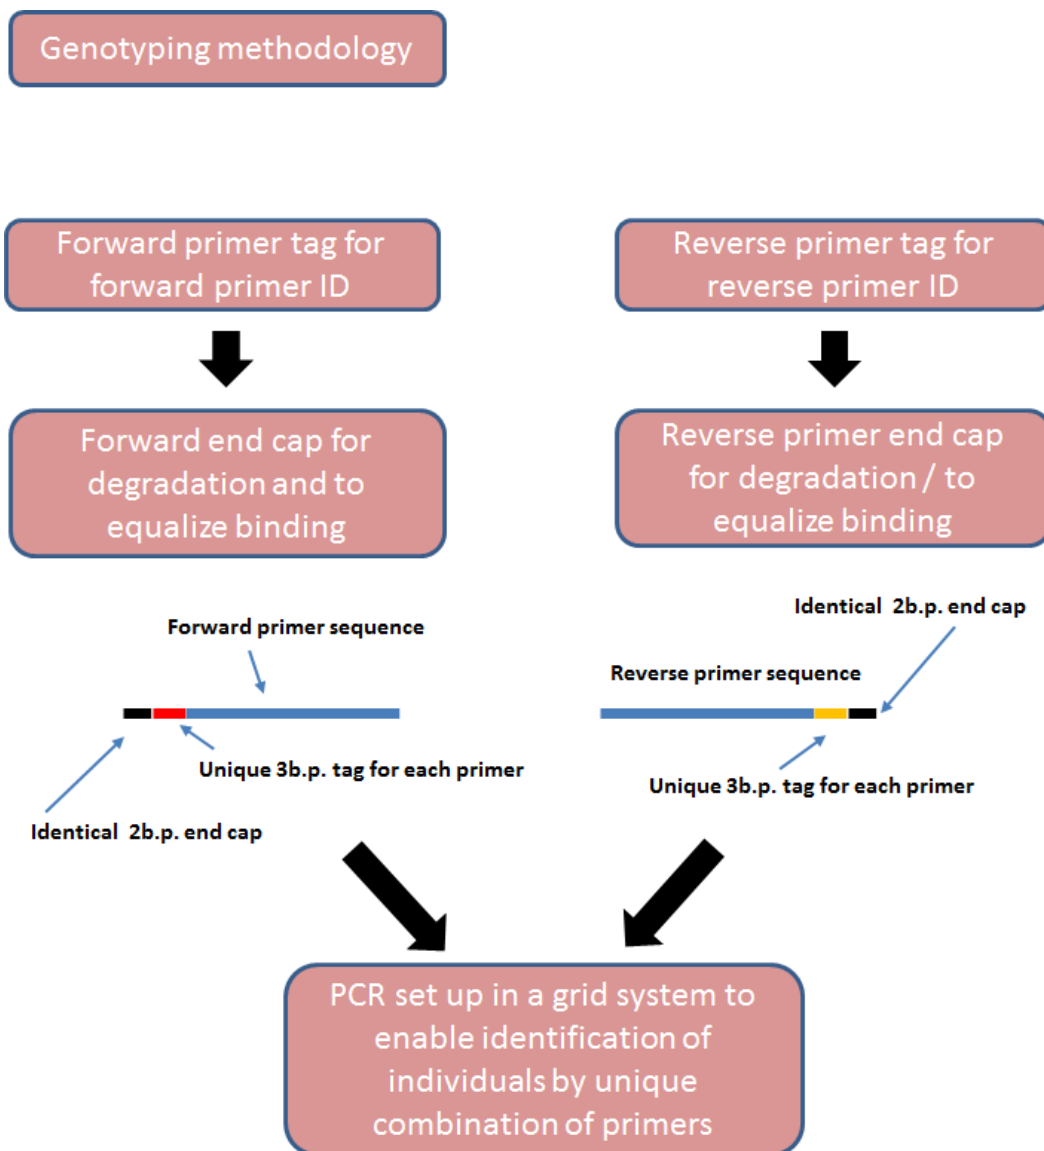 Genotyping methodology
Forward primer tag for
forward primer ID
Reverse primer tag for
reverse primer ID
Forward end cap for
degradation and to
equalize binding
Reverse primer end cap
for degradation / to
equalize binding
Forward primer sequence
Unique 3b.p. tag for each primer
Identical 2b.p. end cap
Identical 2b.p. end cap
Reverse primer sequence
Unique 3b.p. tag for each primer
PCR set up in a grid system to
enable identification of
individuals by unique
combination of primers